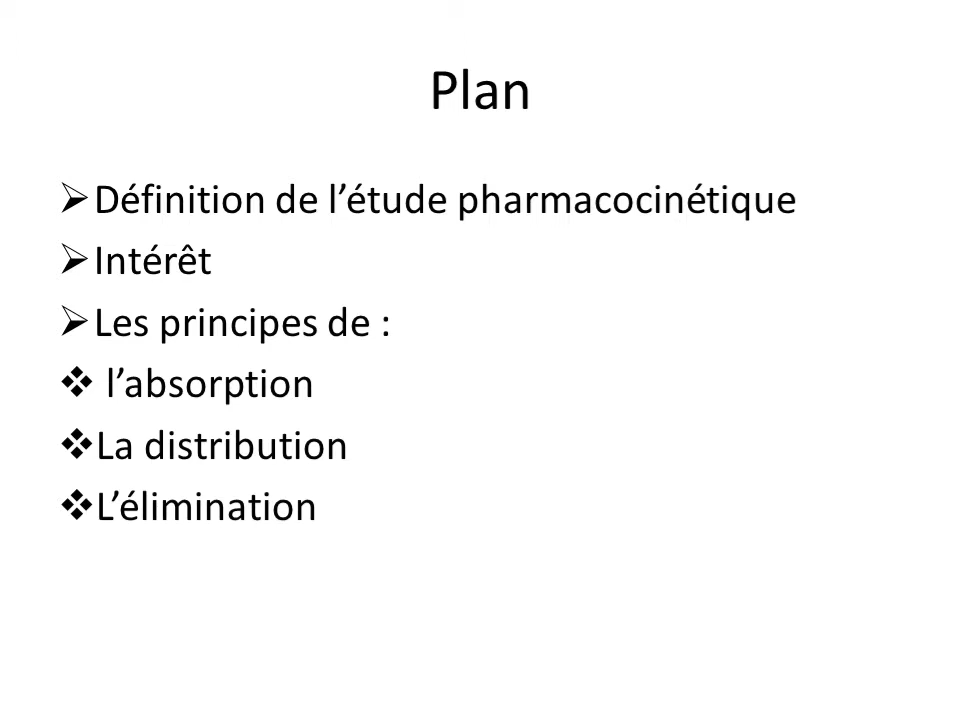 Plan
➢Définition de l’étude pharmacocinétique
➢Intérêt
➢Les principes de :
❖ l’absorption
❖La distribution
❖L’élimination